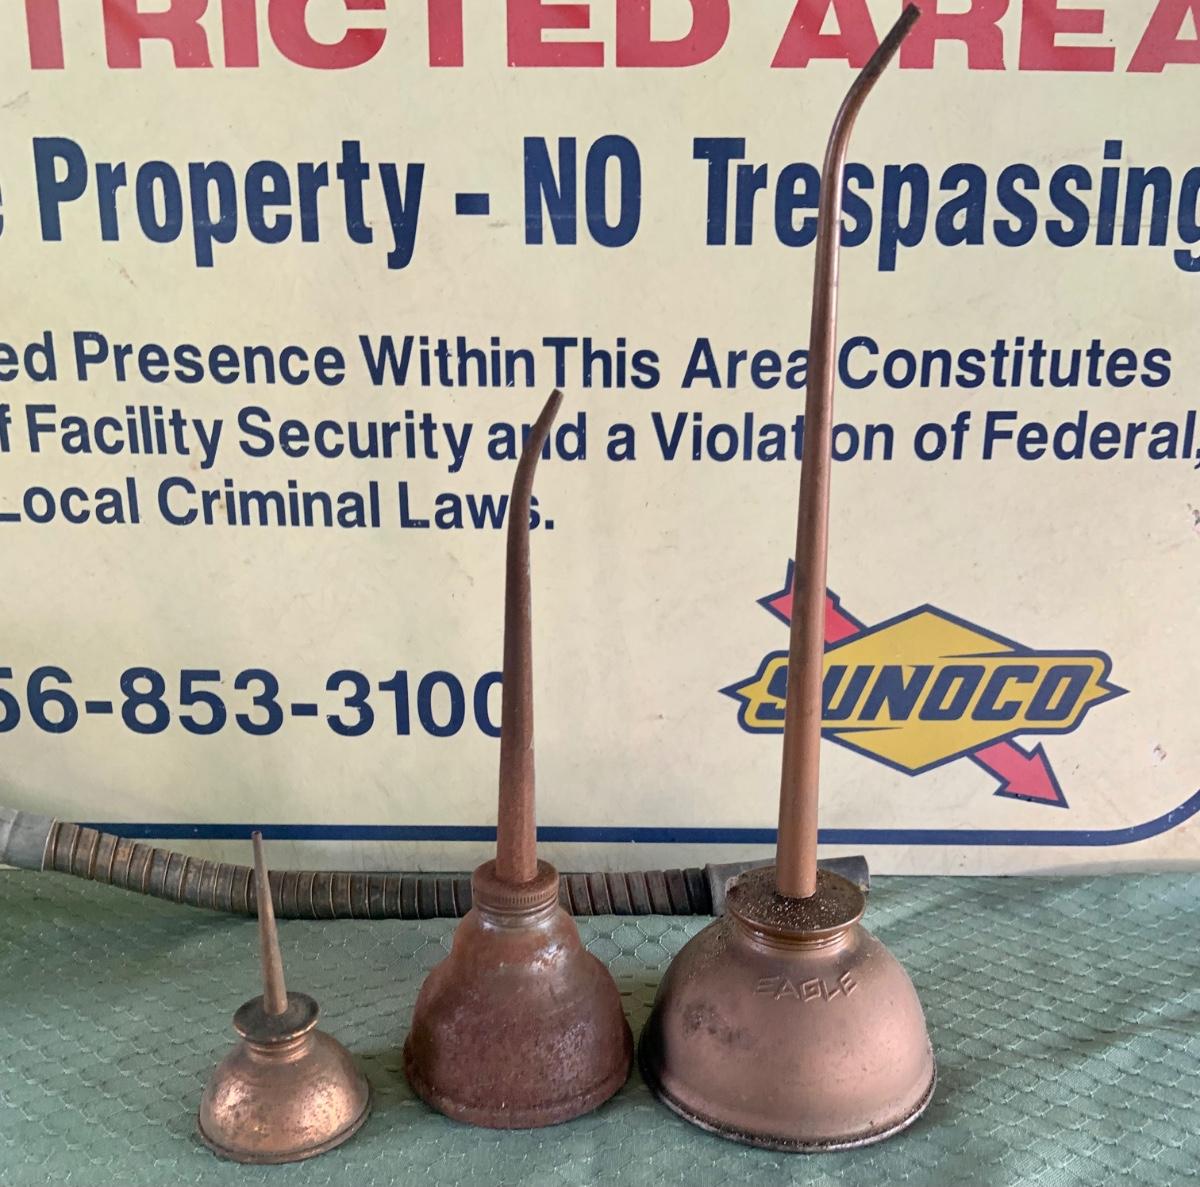 TRICTED AREA
e Property - NO Trespassing
ed Presence Within This Area Constitutes
f Facility Security and a Violation of Federal,
Local Criminal Laws.
56-853-3100
SUNOCO
EAGLE